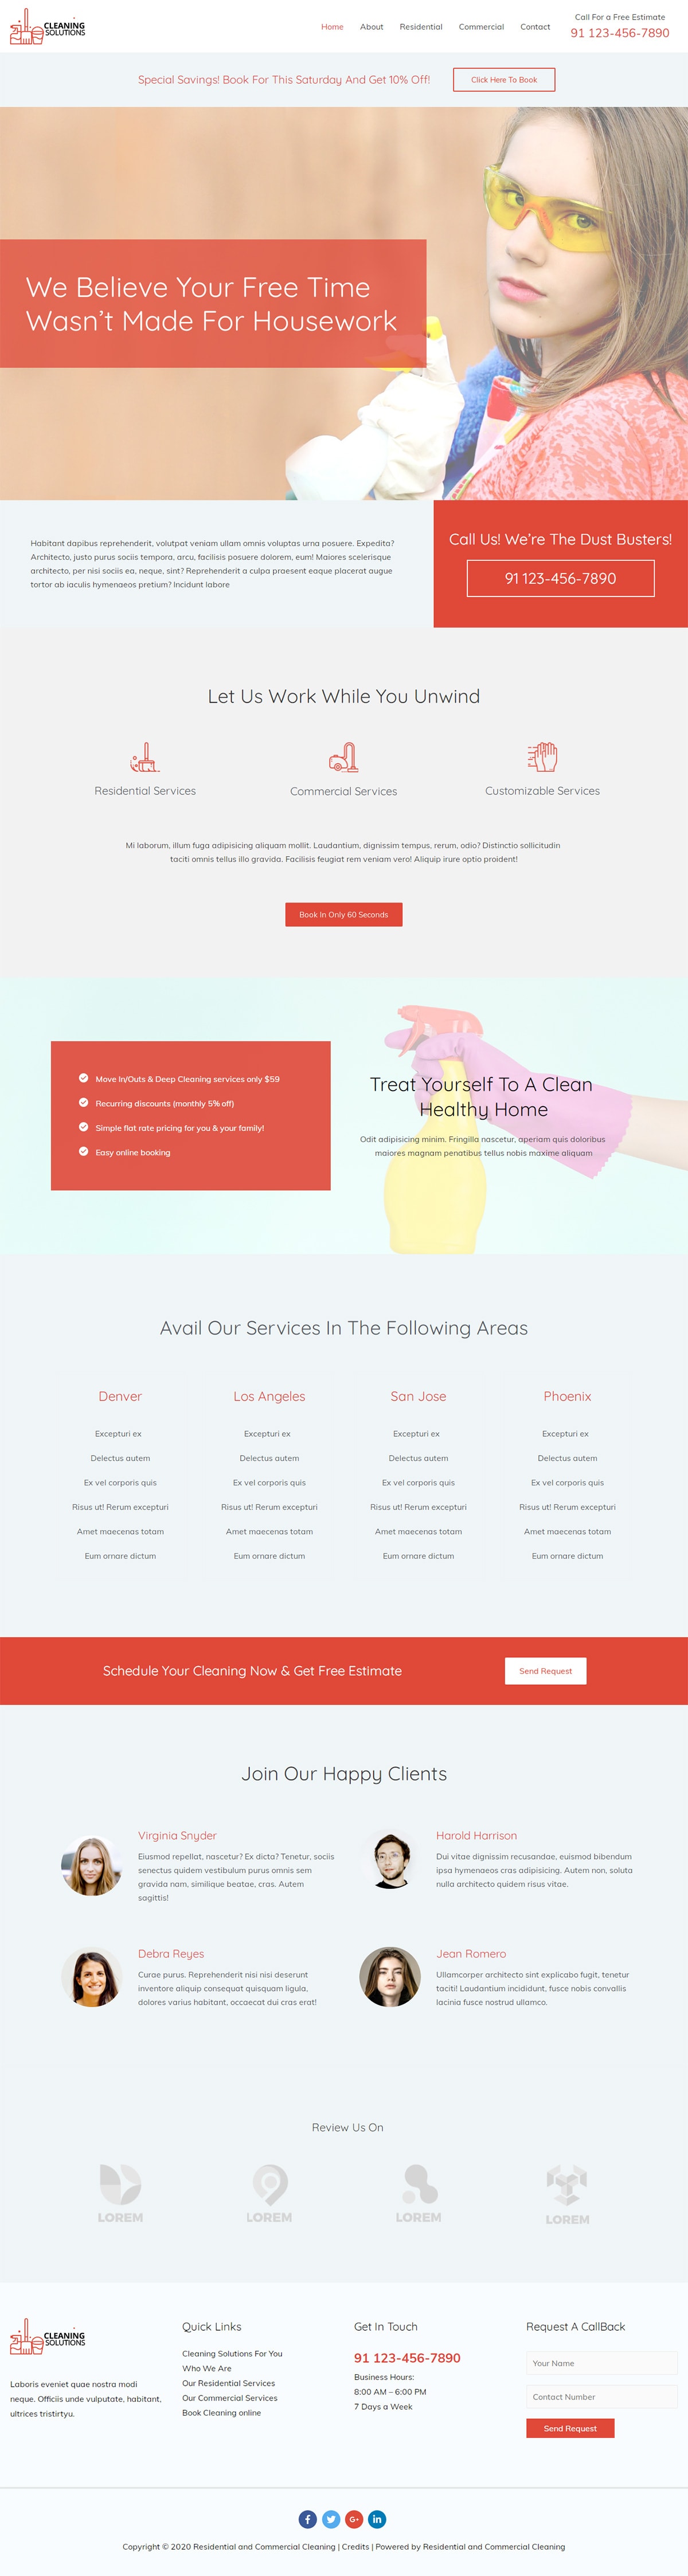 CLEANING
SOLUTIONS
Home About Residential Commercial Contact
Call For a Free Estimate
91 123-456-7890
Special Savings! Book For This Saturday And Get 10% Off!
Click Here To Book
We Believe Your Free Time
Wasn't Made For Housework
Habitant dapibus reprehenderit, volutpat veniam ullam omnis voluptas urna posuere. Expedita?
Architecto, justo purus sociis tempora, arcu, facilisis posuere dolorem, eum! Maiores scelerisque
architecto, per nisi sociis ea, neque, sint? Reprehenderit a culpa praesent eaque placerat augue
tortor ab iaculis hymenaeos pretium? Incidunt labore
Call Us! We're The Dust Busters!
91 123-456-7890
Let Us Work While You Unwind
Residential Services
Commercial Services
Customizable Services
Mi laborum, illum fuga adipisicing aliquam mollit. Laudantium, dignissim tempus, rerum, odio? Distinctio sollicitudin
taciti omnis tellus illo gravida. Facilisis feugiat rem veniam vero! Aliquip irure optio proident!
Book In Only 60 Seconds
Move In/Outs & Deep Cleaning services only $59
Recurring discounts (monthly 5% off)
Simple flat rate pricing for you & your family!
Easy online booking
Treat Yourself To A Clean
Healthy Home
Odit adipisicing minim. Fringilla nascetur, aperiam quis doloribus
maiores magnam penatibus tellus nobis maxime aliquam
Avail Our Services In The Following Areas
Denver
Excepturi ex
Delectus autem
Ex vel corporis quis
Risus ut! Rerum excepturi
Amet maecenas totam
Eum ornare dictum
Los Angeles
Excepturi ex
Delectus autem
Ex vel corporis quis
Risus ut! Rerum excepturi
Amet maecenas totam
Eum ornare dictum
San Jose
Excepturi ex
Delectus autem
Ex vel corporis quis
Risus ut! Rerum excepturi
Amet maecenas totam
Eum ornare dictum
Phoenix
Excepturi ex
Delectus autem
Ex vel corporis quis
Risus ut! Rerum excepturi
Amet maecenas totam
Eum ornare dictum
Schedule Your Cleaning Now & Get Free Estimate
Send Request
Join Our Happy Clients
Virginia Snyder
Eiusmod repellat, nascetur? Ex dicta? Tenetur, sociis
senectus quidem vestibulum purus omnis sem
gravida nam, similique beatae, cras. Autem
sagittis!
Harold Harrison
Dui vitae dignissim recusandae, euismod bibendum
ipsa hymenaeos cras adipisicing. Autem non, soluta
nulla architecto quidem risus vitae.
Debra Reyes
Curae purus. Reprehenderit nisi nisi deserunt
inventore aliquip consequat quisquam ligula,
dolores varius habitant, occaecat dui cras erat!
Jean Romero
Ullamcorper architecto sint explicabo fugit, tenetur
taciti! Laudantium incididunt, fusce nobis convallis
lacinia fusce nostrud ullamco.
Review Us On
LOREM
LOREM
LOREM
LOREM
CLEANING
SOLUTIONS
Laboris eveniet quae nostra modi
neque. Officiis unde vulputate, habitant,
ultrices tristirtyu.
Quick Links
Cleaning Solutions For You
Who We Are
Our Residential Services
Our Commercial Services
Book Cleaning online
Get In Touch
91 123-456-7890
Business Hours:
8:00 AM – 6:00 PM
7 Days a Week
Request A CallBack
Your Name
Contact Number
Send Request
G+
in
Copyright © 2020 Residential and Commercial Cleaning | Credits | Powered by Residential and Commercial Cleaning